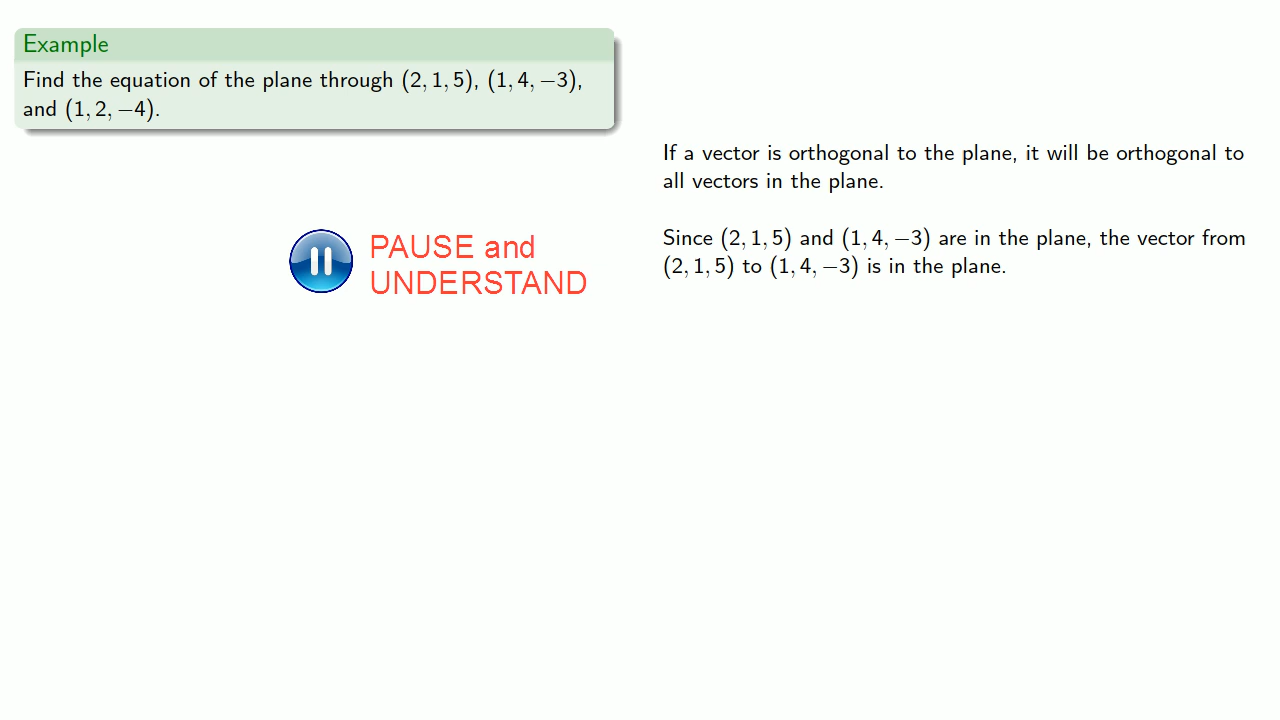 Example
Find the equation of the plane through (2, 1, 5), (1, 4, −3),
and (1, 2, −4).
If a vector is orthogonal to the plane, it will be orthogonal to
all vectors in the plane.
Since (2, 1, 5) and (1, 4, −3) are in the plane, the vector from
(2, 1, 5) to (1, 4, −3) is in the plane.
PAUSE and
UNDERSTAND